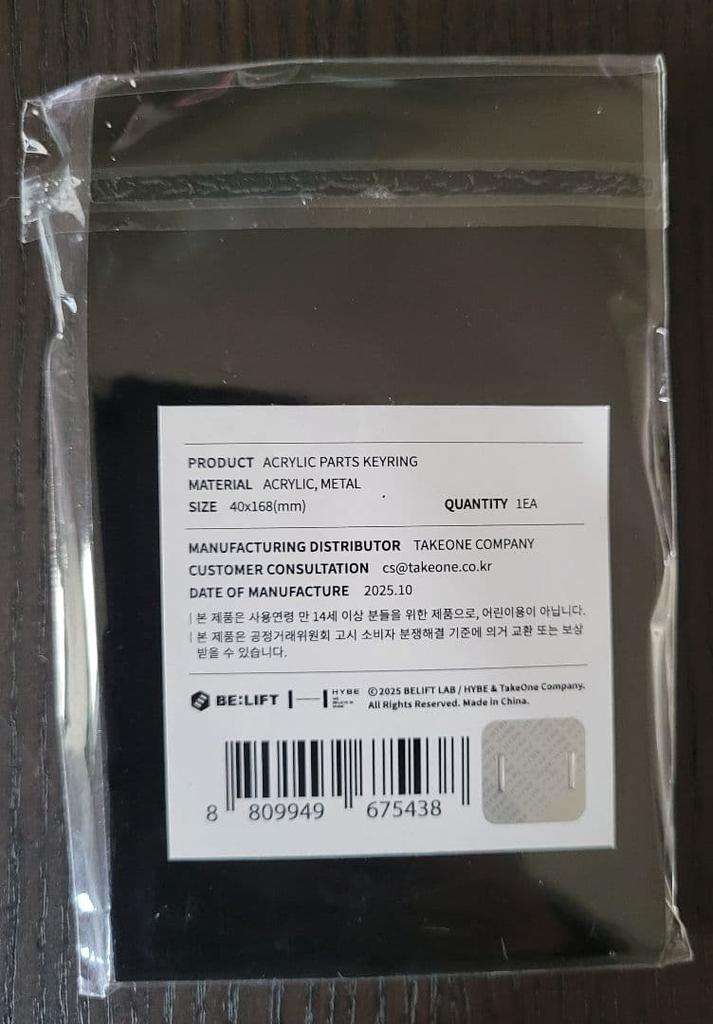 PRODUCT ACRYLIC PARTS KEYRING
MATERIAL ACRYLIC, METAL
SIZE 40x168(mm) QUANTITY 1EA
MANUFACTURING DISTRIBUTOR TAKEONE COMPANY
CUSTOMER CONSULTATION cs@takeone.co.kr
DATE OF MANUFACTURE 2025.10
| 본 제품은 사용연령 만 14세 이상 분들을 위한 제품으로, 어린이용이 아닙니다.
| 본 제품은 공정거래위원회 고시 소비자 분쟁해결 기준에 의거 교환 또는 보상
받을 수 있습니다.
BE:LIFT HYBE ©2025 BELIFT LAB / HYBE & TakeOne Company.
All Rights Reserved. Made in China.
8 809949 675438